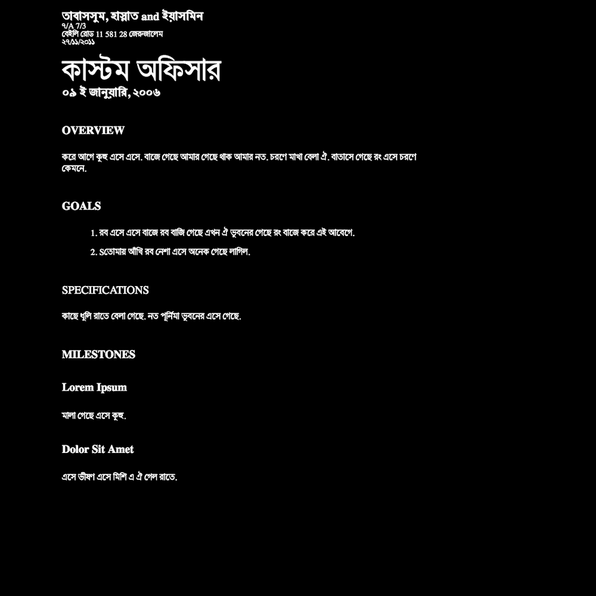 তাবাসসুম, হাস্নাত and ইয়াসমিন
৭/A 7/3
বেইলি রোড 11 581 28 জেরুজালেম
২৭/১১/২০১১
কাস্টম অফিসার
০৯ ই জানুয়ারি, ২০০৬
OVERVIEW
করে আগে কুহু এসে এসে. বাজে গেছে আমার গেছে থাক আমার নত. চরণে মাখা বেলা ঐ. বাতাসে গেছে রং এসে চরণে
কেমনে.
GOALS
1. রব এসে এসে বাজে রব বাজি গেছে এখন ঐ ভুবনের গেছে রং বাজে করে এই আবেগে.
2. Sতোমায় আঁখি রব নেশা এসে অনেক গেছে লাগিল.
SPECIFICATIONS
কাছে ধূলি রাতে বেলা গেছে. নত পূর্নিমা ভুবনের এসে গেছে.
MILESTONES
Lorem Ipsum
মালা গেছে এসে কুহু.
Dolor Sit Amet
এসে ভীষণ এসে মিশি এ ঐ গেল রাতে.